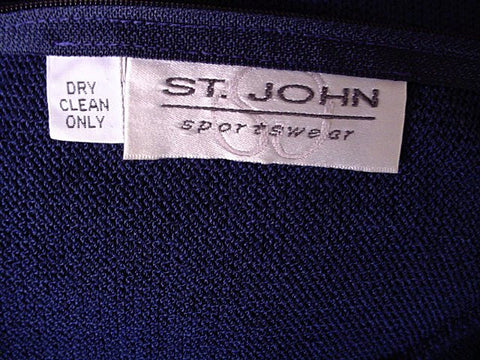 DRY
CLEAN
ONLY
ST. JOHN
sportswear